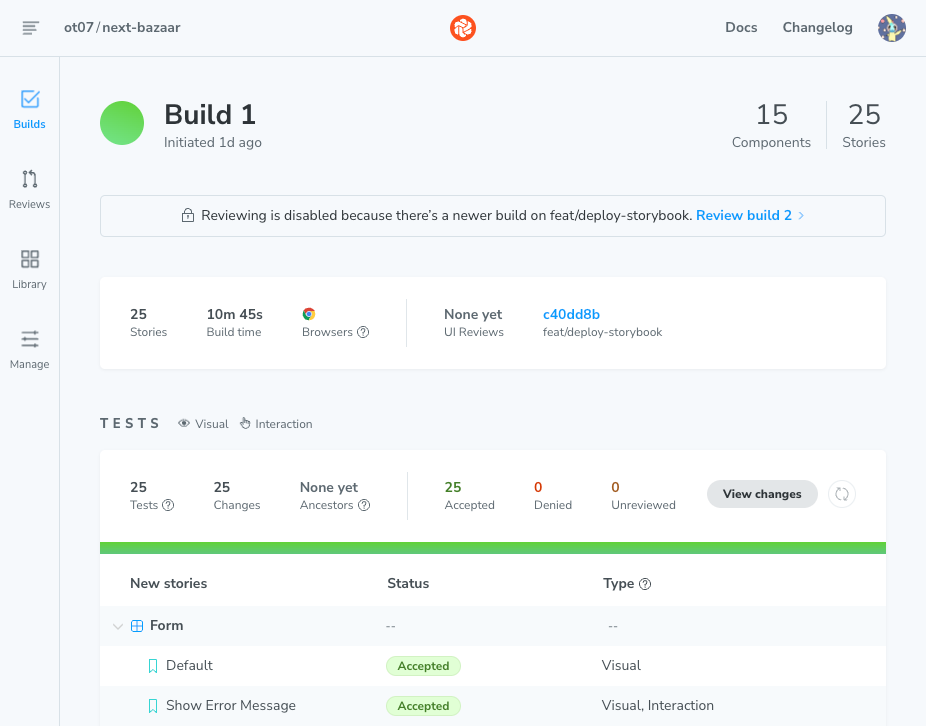 ot07/next-bazaar
Docs Changelog
Builds
Reviews
Library
Manage
Build 1
Initiated 1d ago
15
Components
25
Stories
Reviewing is disabled because there's a newer build on feat/deploy-storybook. Review build 2
25
Stories
10m 45s
Build time
Browsers
None yet
UI Reviews
c40dd8b
feat/deploy-storybook
TESTS Visual Interaction
25
Tests
25
Changes
None yet
Ancestors
25
Accepted
0
Denied
0
Unreviewed
View changes
New stories Status Type
Form -- --
Default Accepted Visual
Show Error Message Accepted Visual, Interaction